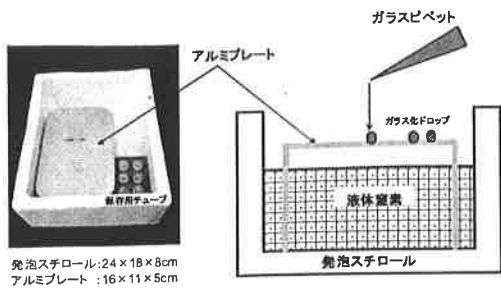 ガラスピペット
アルミプレート
ガラス化ドロップ
保存用チューブ
液体窒素
発泡スチロール
発泡スチロール:24×18×8cm
アルミプレート :16×11×5cm